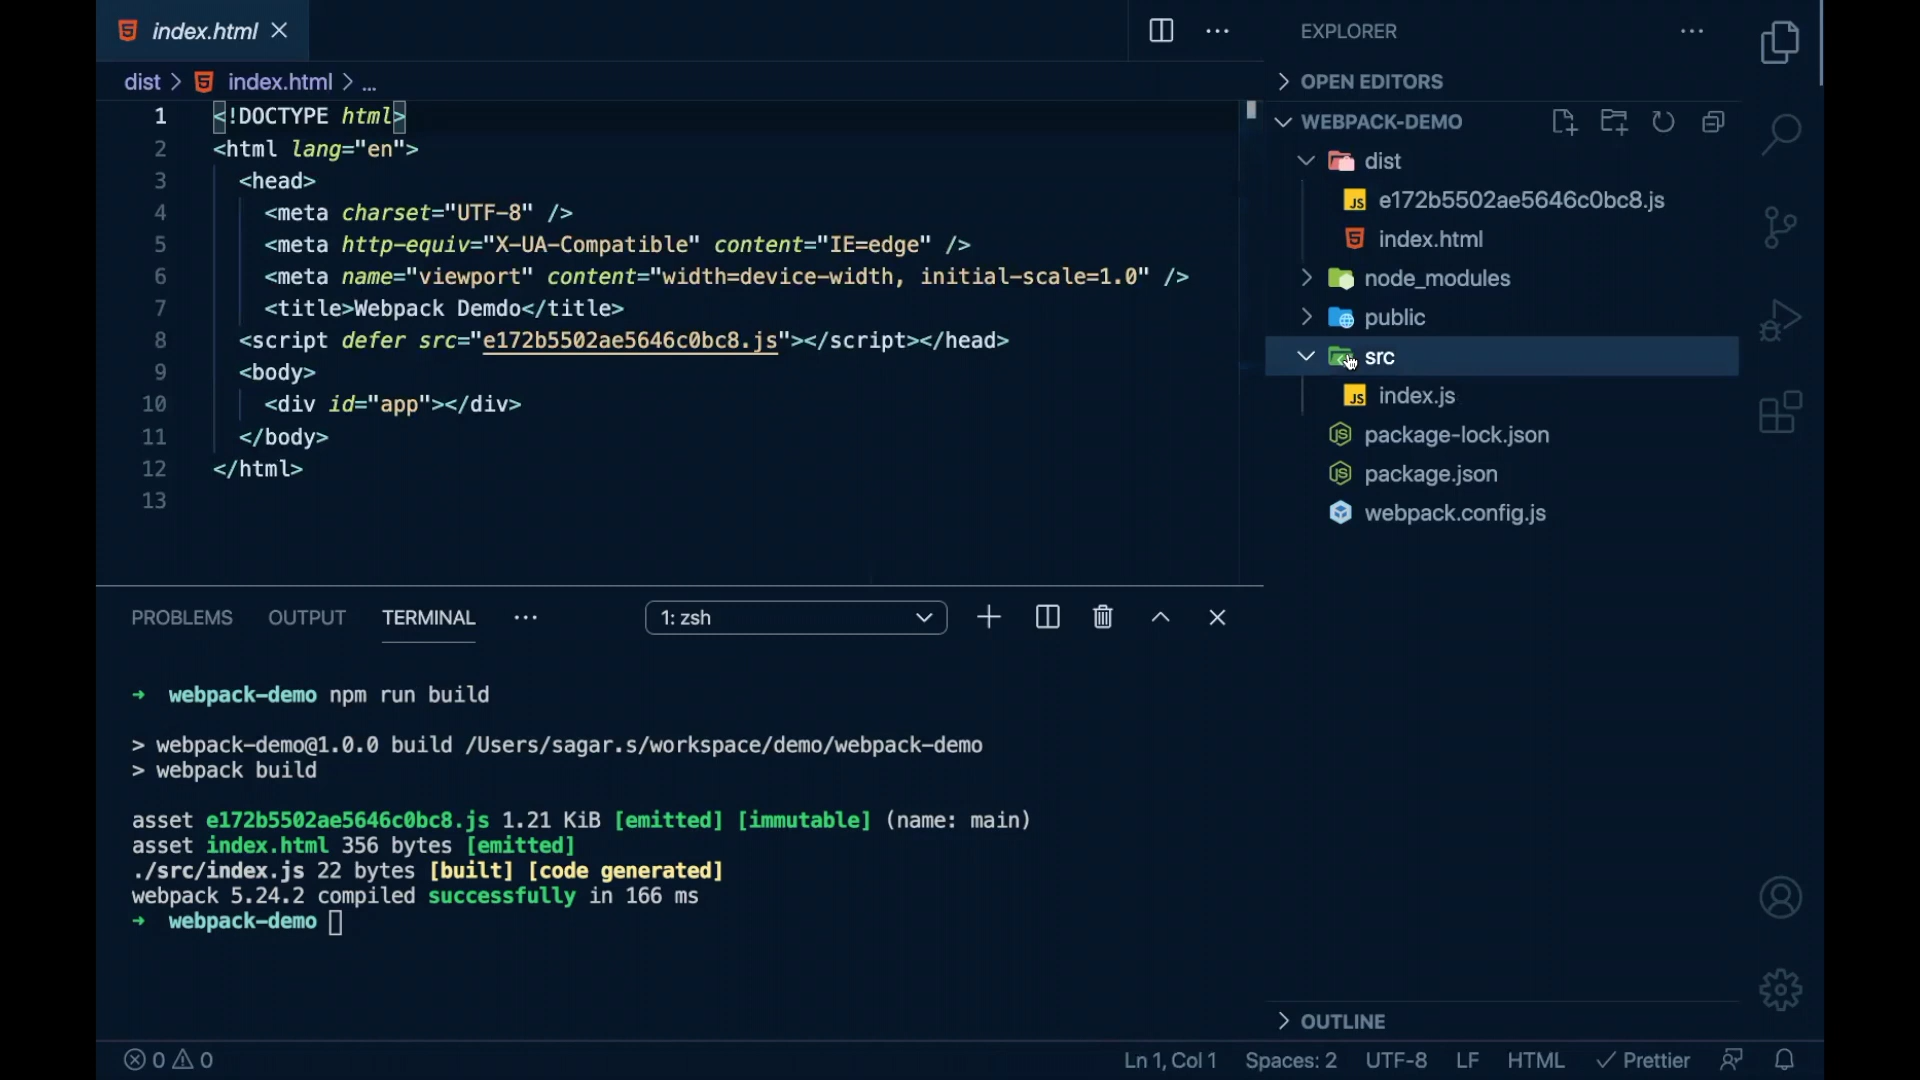 index.html
dist > index.html > ...
1 <!DOCTYPE html>
2 <html lang="en">
3 <head>
4 <meta charset="UTF-8" />
5 <meta http-equiv="X-UA-Compatible" content="IE=edge" />
6 <meta name="viewport" content="width=device-width, initial-scale=1.0" />
7 <title>Webpack Demdo</title>
8 <script defer src="e172b5502ae5646c0bc8.js"></script></head>
9 <body>
10 <div id="app"></div>
11 </body>
12 </html>
13
PROBLEMS OUTPUT TERMINAL ... 1: zsh
→ webpack-demo npm run build
> webpack-demo@1.0.0 build /Users/sagar.s/workspace/demo/webpack-demo
> webpack build
asset e172b5502ae5646c0bc8.js 1.21 KiB [emitted] [immutable] (name: main)
asset index.html 356 bytes [emitted]
./src/index.js 22 bytes [built] [code generated]
webpack 5.24.2 compiled successfully in 166 ms
→ webpack-demo
EXPLORER
OPEN EDITORS
WEBPACK-DEMO
dist
JS e172b5502ae5646c0bc8.js
index.html
node_modules
public
src
JS index.js
package-lock.json
package.json
webpack.config.js
OUTLINE
0 0 Ln 1, Col 1 Spaces: 2 UTF-8 LF HTML ✓ Prettier